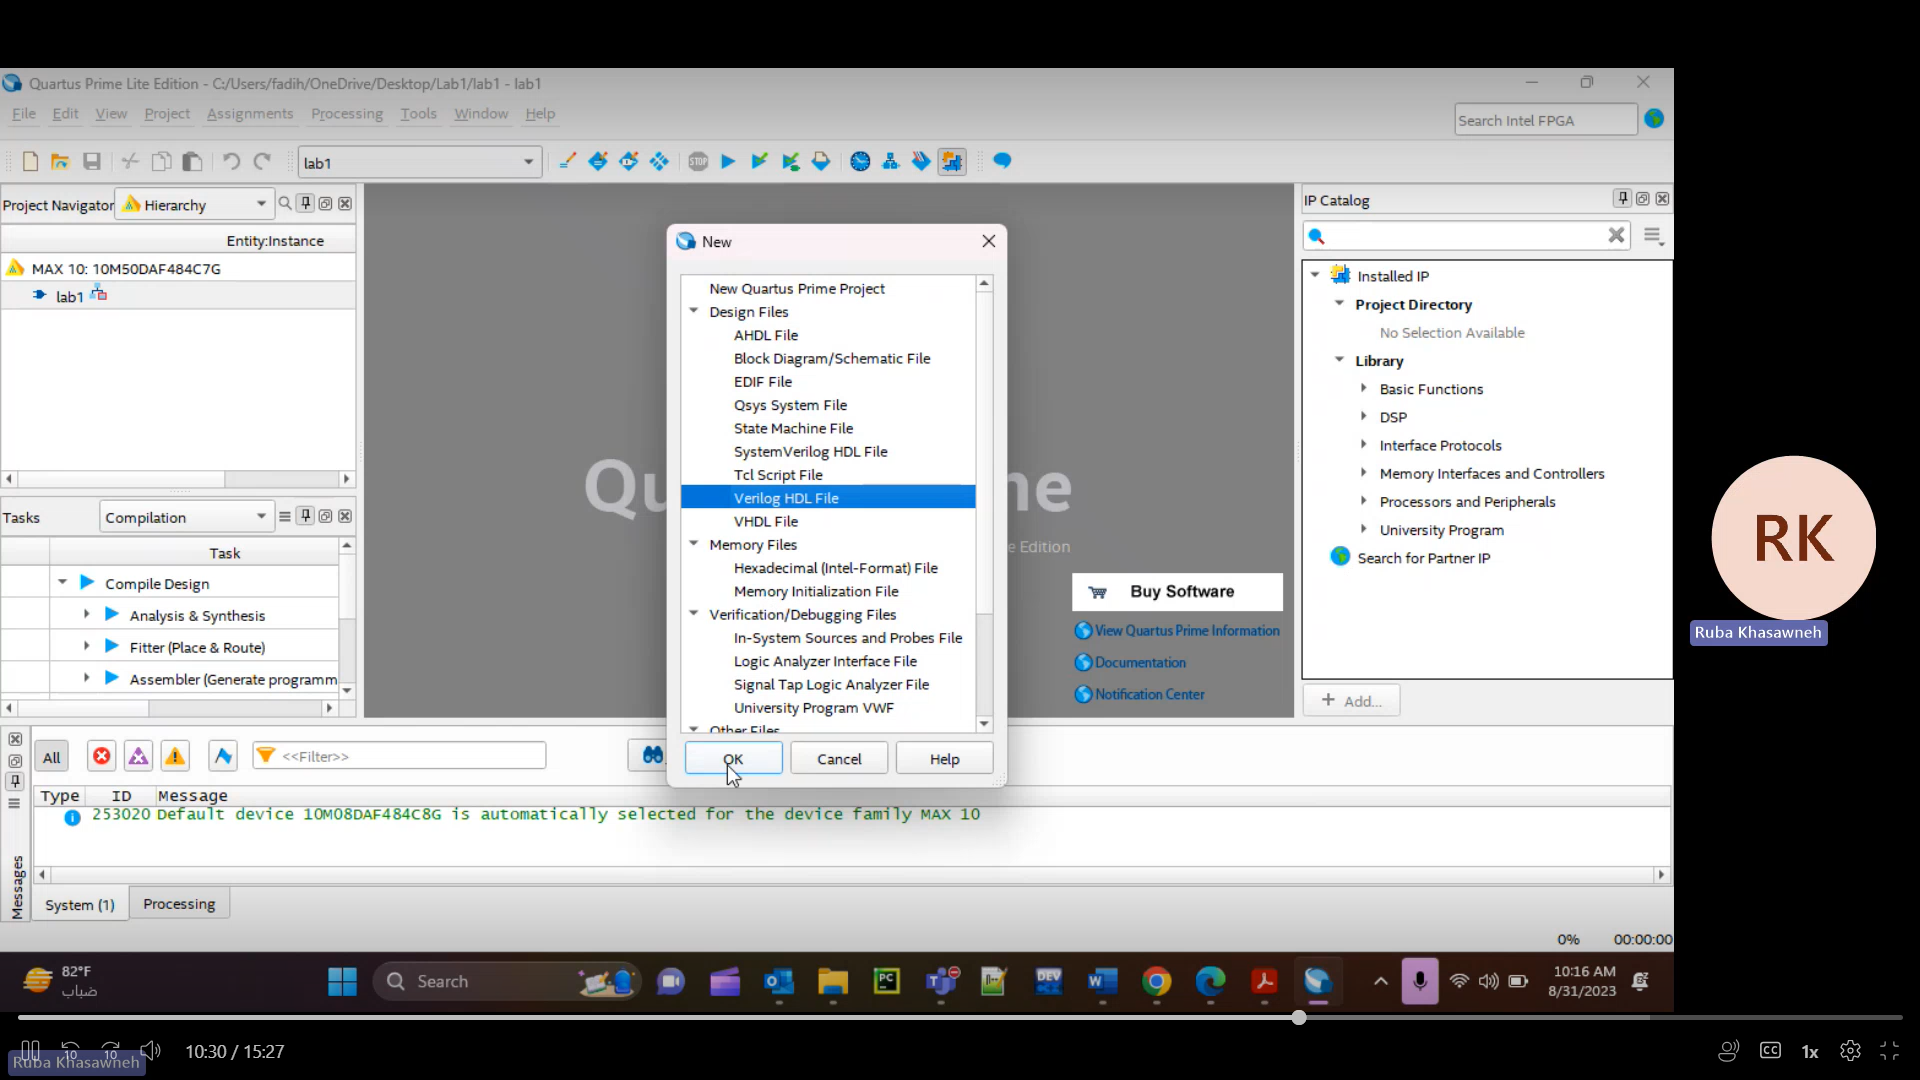 Quartus Prime Lite Edition - C:/Users/fadih/OneDrive/Desktop/Lab1/lab1 - lab1
File Edit View Project Assignments Processing Tools Window Help
Search Intel FPGA
lab1
Project Navigator Hierarchy
Entity:Instance
MAX 10: 10M50DAF484C7G
lab1
Tasks Compilation
Task
Compile Design
Analysis & Synthesis
Fitter (Place & Route)
Assembler (Generate programm
Qu
me
e Edition
Buy Software
View Quartus Prime Information
Documentation
Notification Center
New
New Quartus Prime Project
Design Files
AHDL File
Block Diagram/Schematic File
EDIF File
Qsys System File
State Machine File
SystemVerilog HDL File
Tcl Script File
Verilog HDL File
VHDL File
Memory Files
Hexadecimal (Intel-Format) File
Memory Initialization File
Verification/Debugging Files
In-System Sources and Probes File
Logic Analyzer Interface File
Signal Tap Logic Analyzer File
University Program VWF
Other Files
OK Cancel Help
IP Catalog
Installed IP
Project Directory
No Selection Available
Library
Basic Functions
DSP
Interface Protocols
Memory Interfaces and Controllers
Processors and Peripherals
University Program
Search for Partner IP
+ Add...
RK
Ruba Khasawneh
All <<Filter>>
Type ID Message
253020 Default device 10M08DAF484C8G is automatically selected for the device family MAX 10
Messages
System (1) Processing
0% 00:00:00
82°F
ضباب
Search
PC
DEV
10:16 AM
8/31/2023
10 10 10:30 / 15:27
Ruba Khasawneh
CC 1x